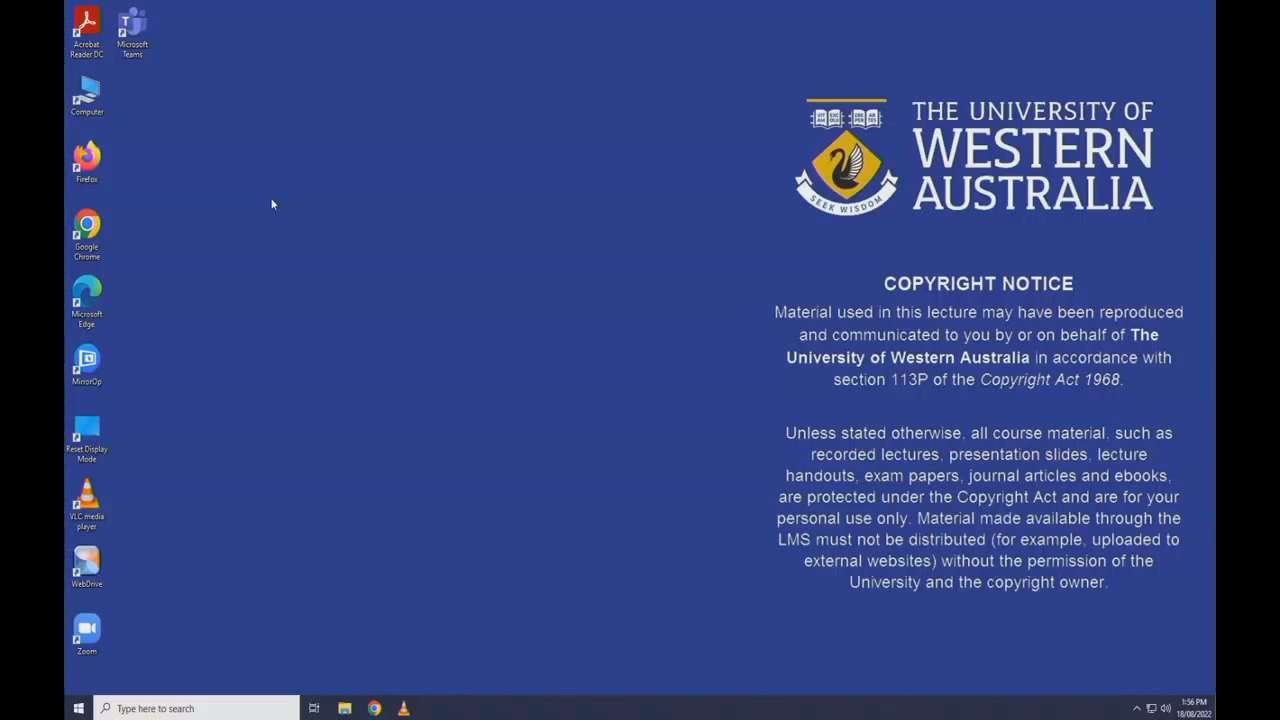 Acrobat
Reader DC
Microsoft
Teams
Computer
Firefox
Google
Chrome
Microsoft
Edge
MirrorOp
Reset Display
Mode
VLC media
player
WebDrive
Zoom
SEEK WISDOM
THE UNIVERSITY OF
WESTERN
AUSTRALIA
COPYRIGHT NOTICE
Material used in this lecture may have been reproduced
and communicated to you by or on behalf of The
University of Western Australia in accordance with
section 113P of the Copyright Act 1968.
Unless stated otherwise, all course material, such as
recorded lectures, presentation slides, lecture
handouts, exam papers, journal articles and ebooks,
are protected under the Copyright Act and are for your
personal use only. Material made available through the
LMS must not be distributed (for example, uploaded to
external websites) without the permission of the
University and the copyright owner.
Type here to search
1:56 PM
18/08/2022